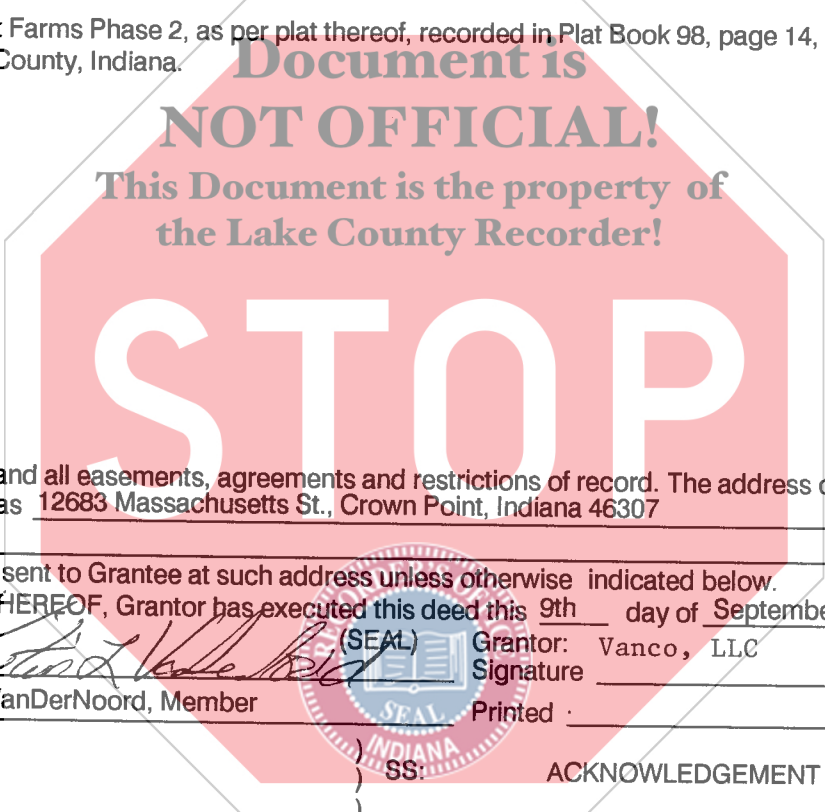 Farms Phase 2, as per plat thereof, recorded in Plat Book 98, page 14,
County, Indiana.
Document is
NOT OFFICIAL!
This Document is the property of
the Lake County Recorder!
STOP
and all easements, agreements and restrictions of record. The address
as 12683 Massachusetts St., Crown Point, Indiana 46307
sent to Grantee at such address unless otherwise indicated below.
HEREOF, Grantor has executed this deed this 9th day of Septembe
(SEAL) Grantor: Vanco, LLC
Signature
anDerNoord, Member Printed
RECORDER'S OFFICE
SEAL
INDIANA
) SS: ACKNOWLEDGEMENT
)